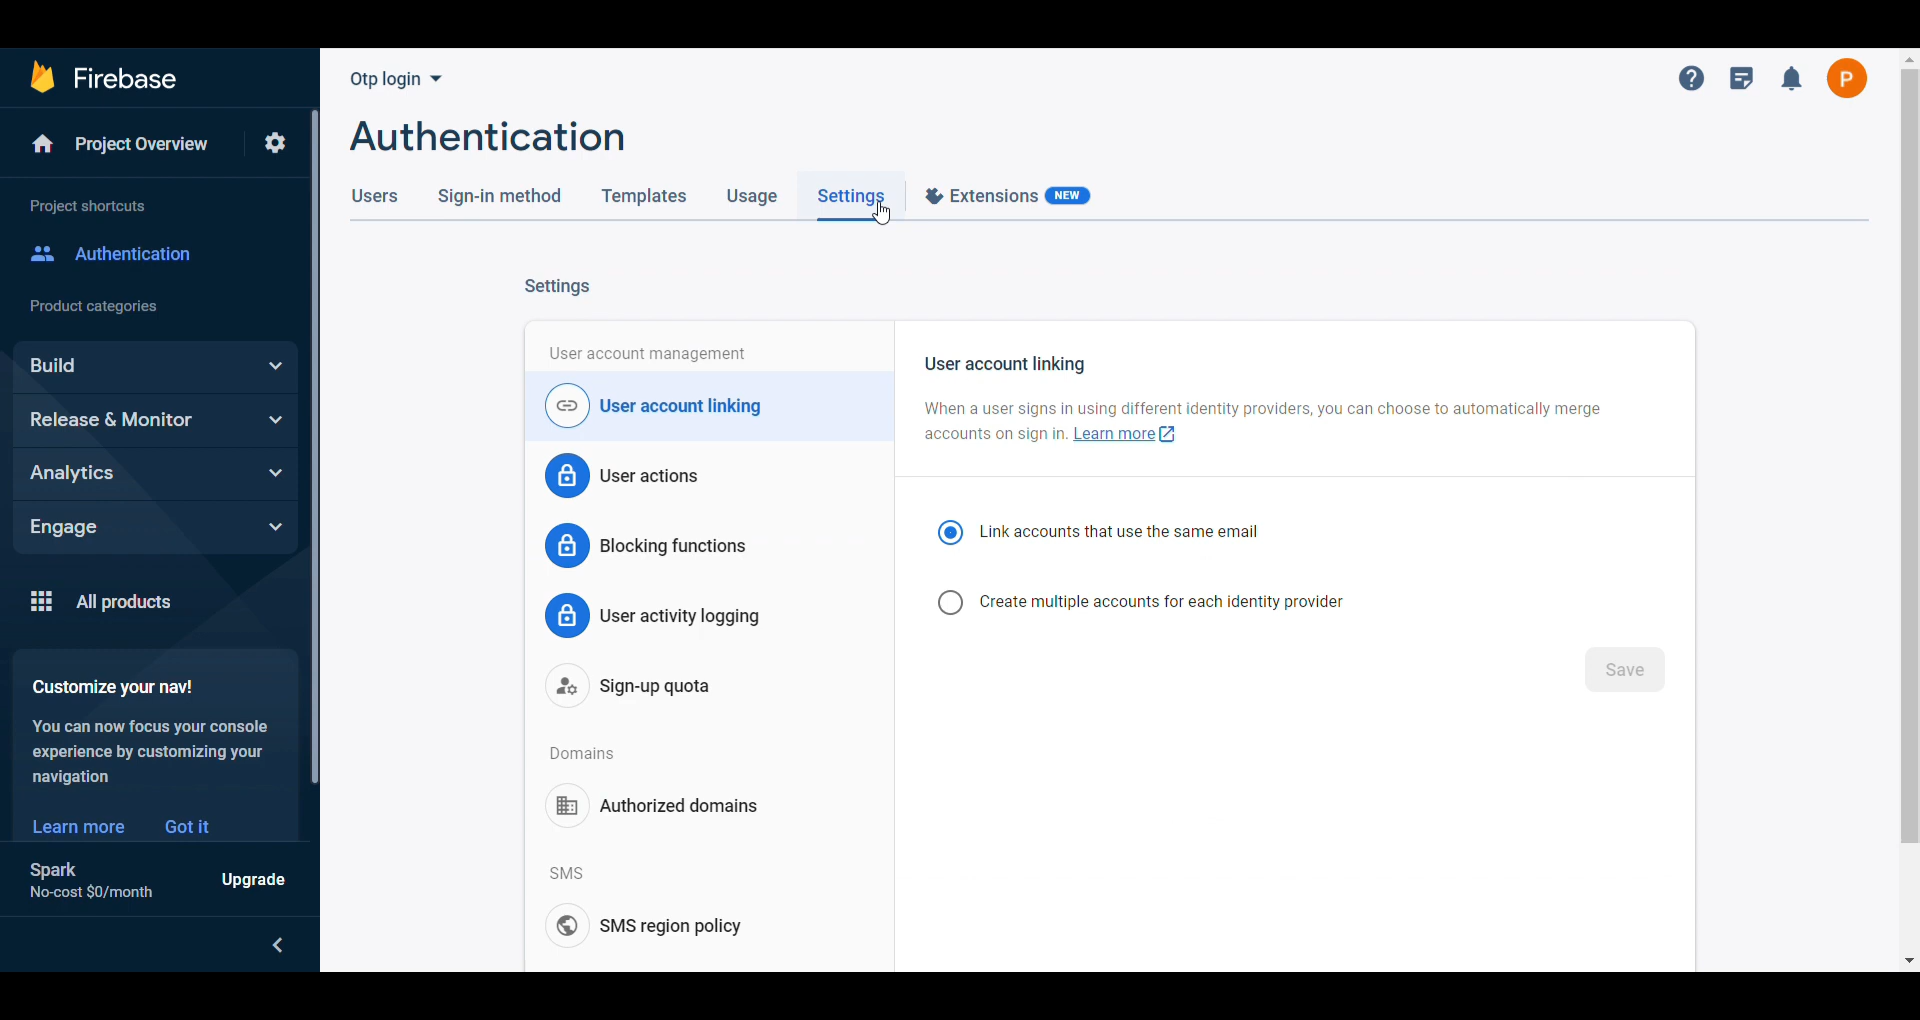 Firebase
Otp login
P
Project Overview
Authentication
Users Sign-in method Templates Usage Settings Extensions NEW
Project shortcuts
Authentication
Product categories
Build
Release & Monitor
Analytics
Engage
All products
Customize your nav!
You can now focus your console
experience by customizing your
navigation
Learn more Got it
Spark
No-cost $0/month
Upgrade
Settings
User account management
User account linking
User actions
Blocking functions
User activity logging
Sign-up quota
Domains
Authorized domains
SMS
SMS region policy
User account linking
When a user signs in using different identity providers, you can choose to automatically merge
accounts on sign in. Learn more
Link accounts that use the same email
Create multiple accounts for each identity provider
Save